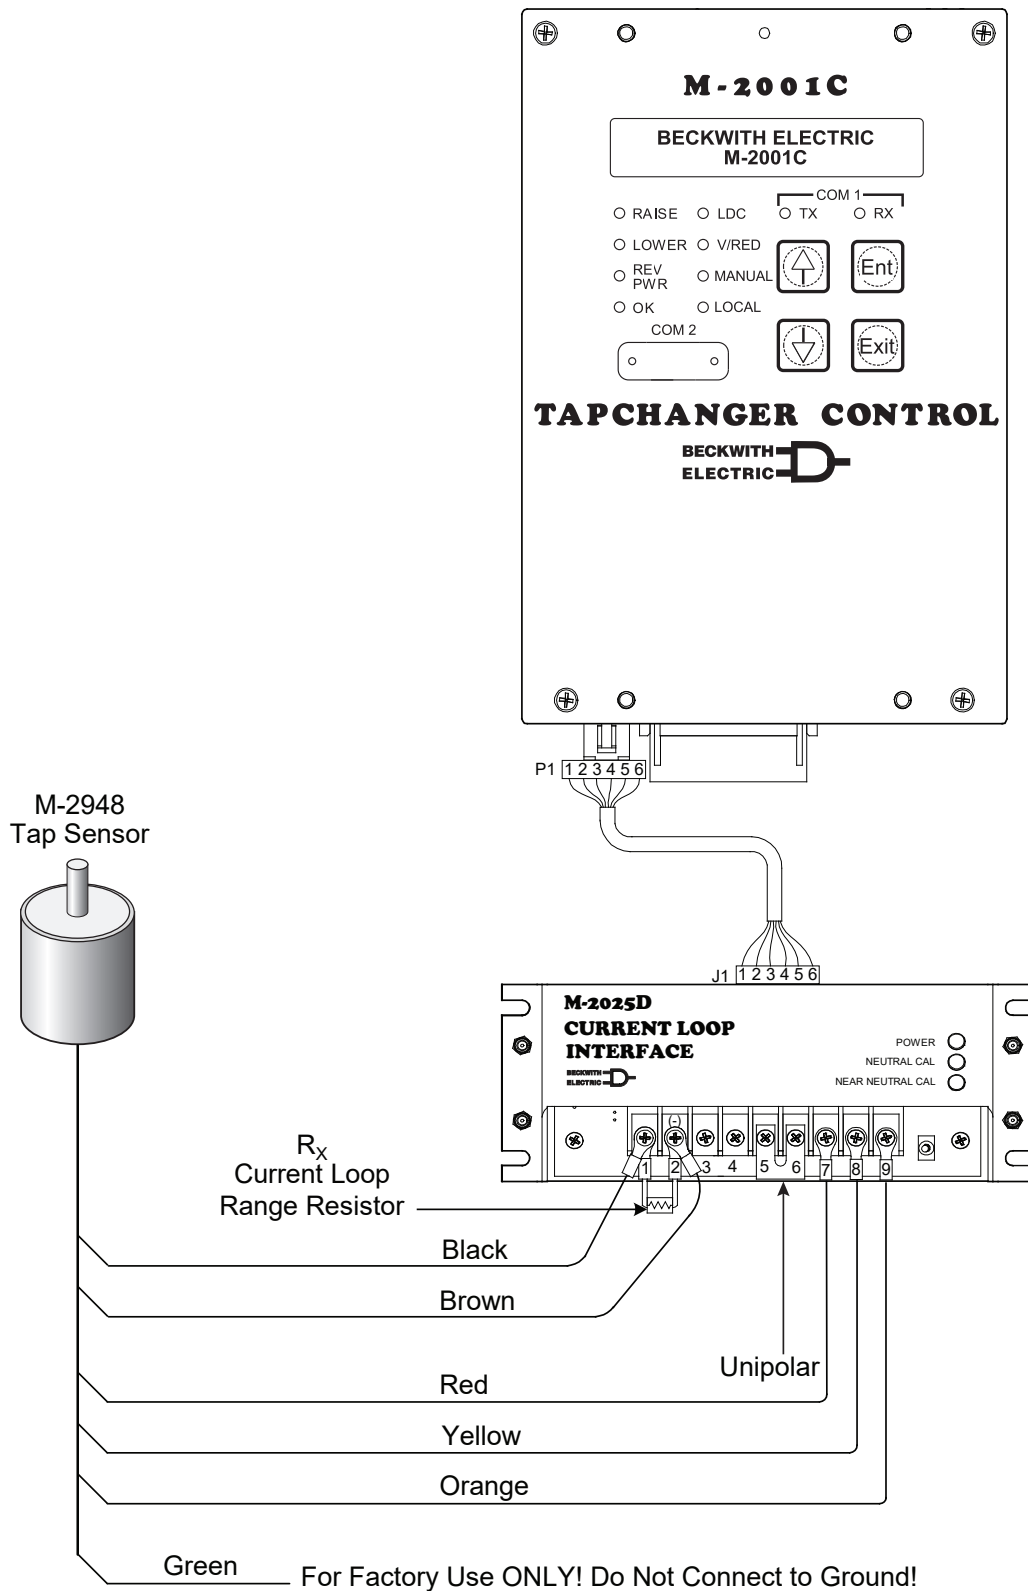 M-2001C
BECKWITH ELECTRIC
M-2001C
COM 1
RAISE LDC TX RX
LOWER V/RED
REV
PWR
MANUAL
OK LOCAL
Ent
Exit
COM 2
TAPCHANGER CONTROL
BECKWITH
ELECTRIC
P1 1 2 3 4 5 6
M-2948
Tap Sensor
J1 1 2 3 4 5 6
M-2025D
CURRENT LOOP
INTERFACE
BECKWITH
ELECTRIC
POWER
NEUTRAL CAL
NEAR NEUTRAL CAL
(-)
1 2 3 4 5 6 7 8 9
RX
Current Loop
Range Resistor
Black
Brown
Unipolar
Red
Yellow
Orange
Green
For Factory Use ONLY! Do Not Connect to Ground!